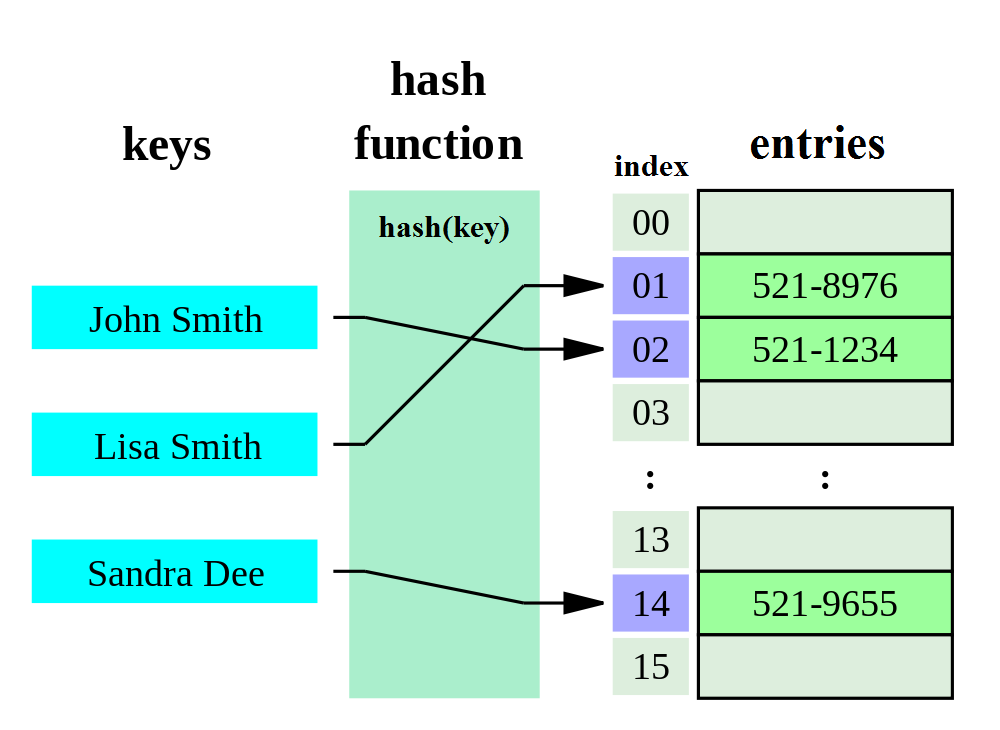 hash
function
keys
entries
index
hash(key)
00
01
521-8976
John Smith
02
521-1234
03
Lisa Smith
:
:
13
Sandra Dee
14
521-9655
15